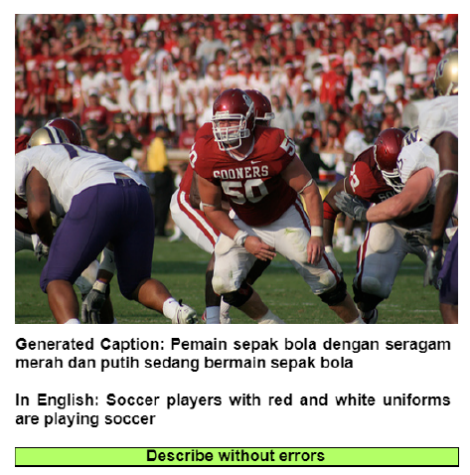 SOONERS
50
Generated Caption: Pemain sepak bola dengan seragam
merah dan putih sedang bermain sepak bola
In English: Soccer players with red and white uniforms
are playing soccer
Describe without errors